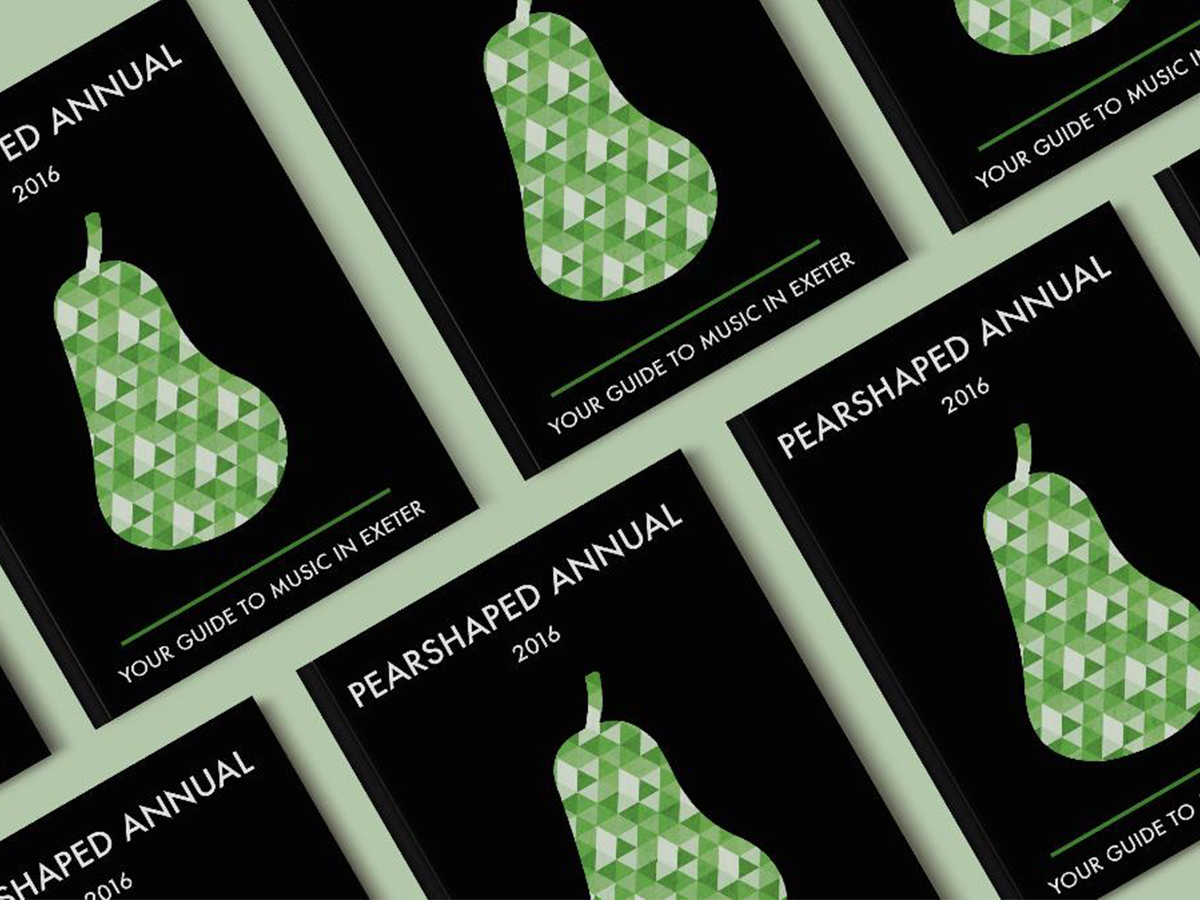 ED ANNUAL
2016
YOUR GUIDE TO MUSIC IN EXETER
YOUR GUIDE TO MUSIC IN EXETER
YOUR GUIDE TO MUSIC IN
PEARSHAPED ANNUAL
2016
YOUR GUIDE TO
PEARSHAPED ANNUAL
2016
SHAPED ANNUAL
2016